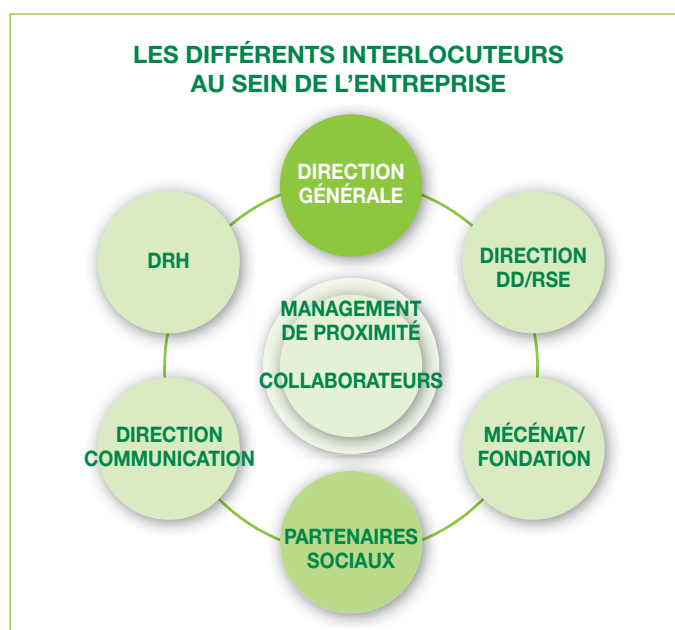 LES DIFFÉRENTS INTERLOCUTEURS
AU SEIN DE L'ENTREPRISE
DIRECTION
GÉNÉRALE
DRH
DIRECTION
DD/RSE
MANAGEMENT
DE PROXIMITÉ
COLLABORATEURS
DIRECTION
COMMUNICATION
MÉCÉNAT/
FONDATION
PARTENAIRES
SOCIAUX